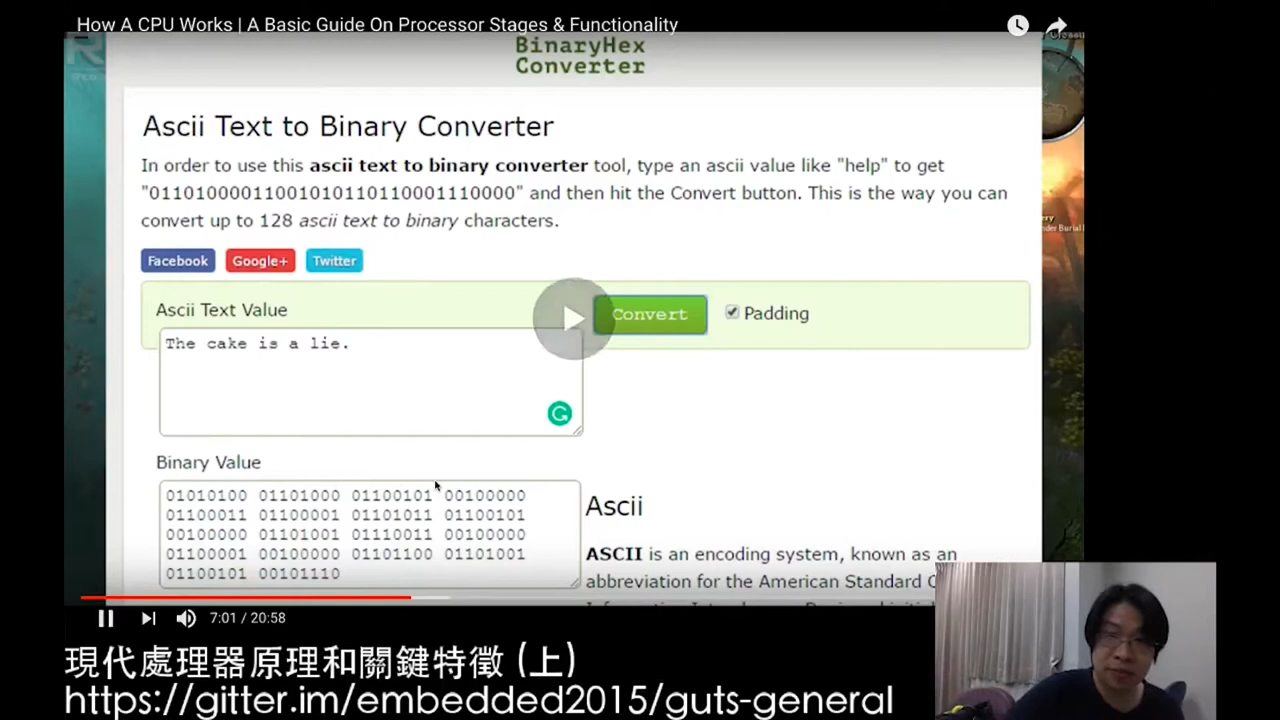 How A CPU Works | A Basic Guide On Processor Stages & Functionality
BinaryHex
Converter
Ascii Text to Binary Converter
In order to use this ascii text to binary converter tool, type an ascii value like "help" to get
"01101000011001010110110001110000" and then hit the Convert button. This is the way you can
convert up to 128 ascii text to binary characters.
Facebook Google+ Twitter
Ascii Text Value
Convert
Padding
The cake is a lie.
Binary Value
01010100 01101000 01100101 00100000
01100011 01100001 01101011 01100101
00100000 01101001 01110011 00100000
01100001 00100000 01101100 01101001
01100101 00101110
Ascii
ASCII is an encoding system, known as an
abbreviation for the American Standard
7:01 / 20:58
現代處理器原理和關鍵特徵 (上)
https://gitter.im/embedded2015/guts-general